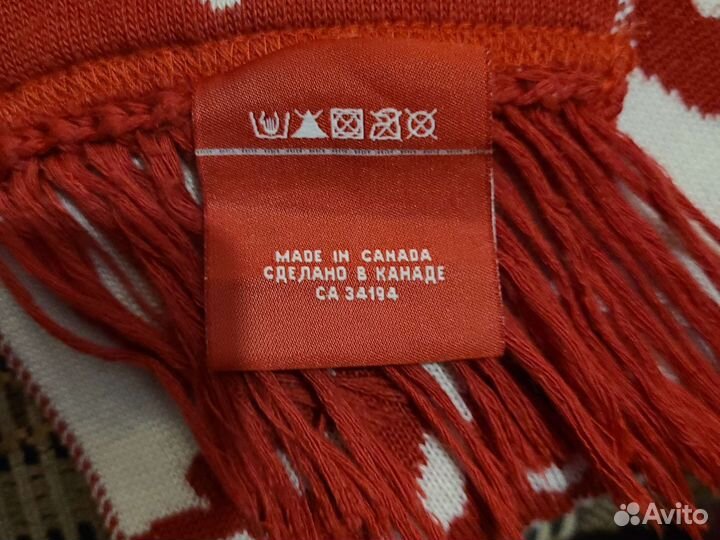 MADE IN CANADA
СДЕЛАНО В КАНАДЕ
CA 34194
Avito